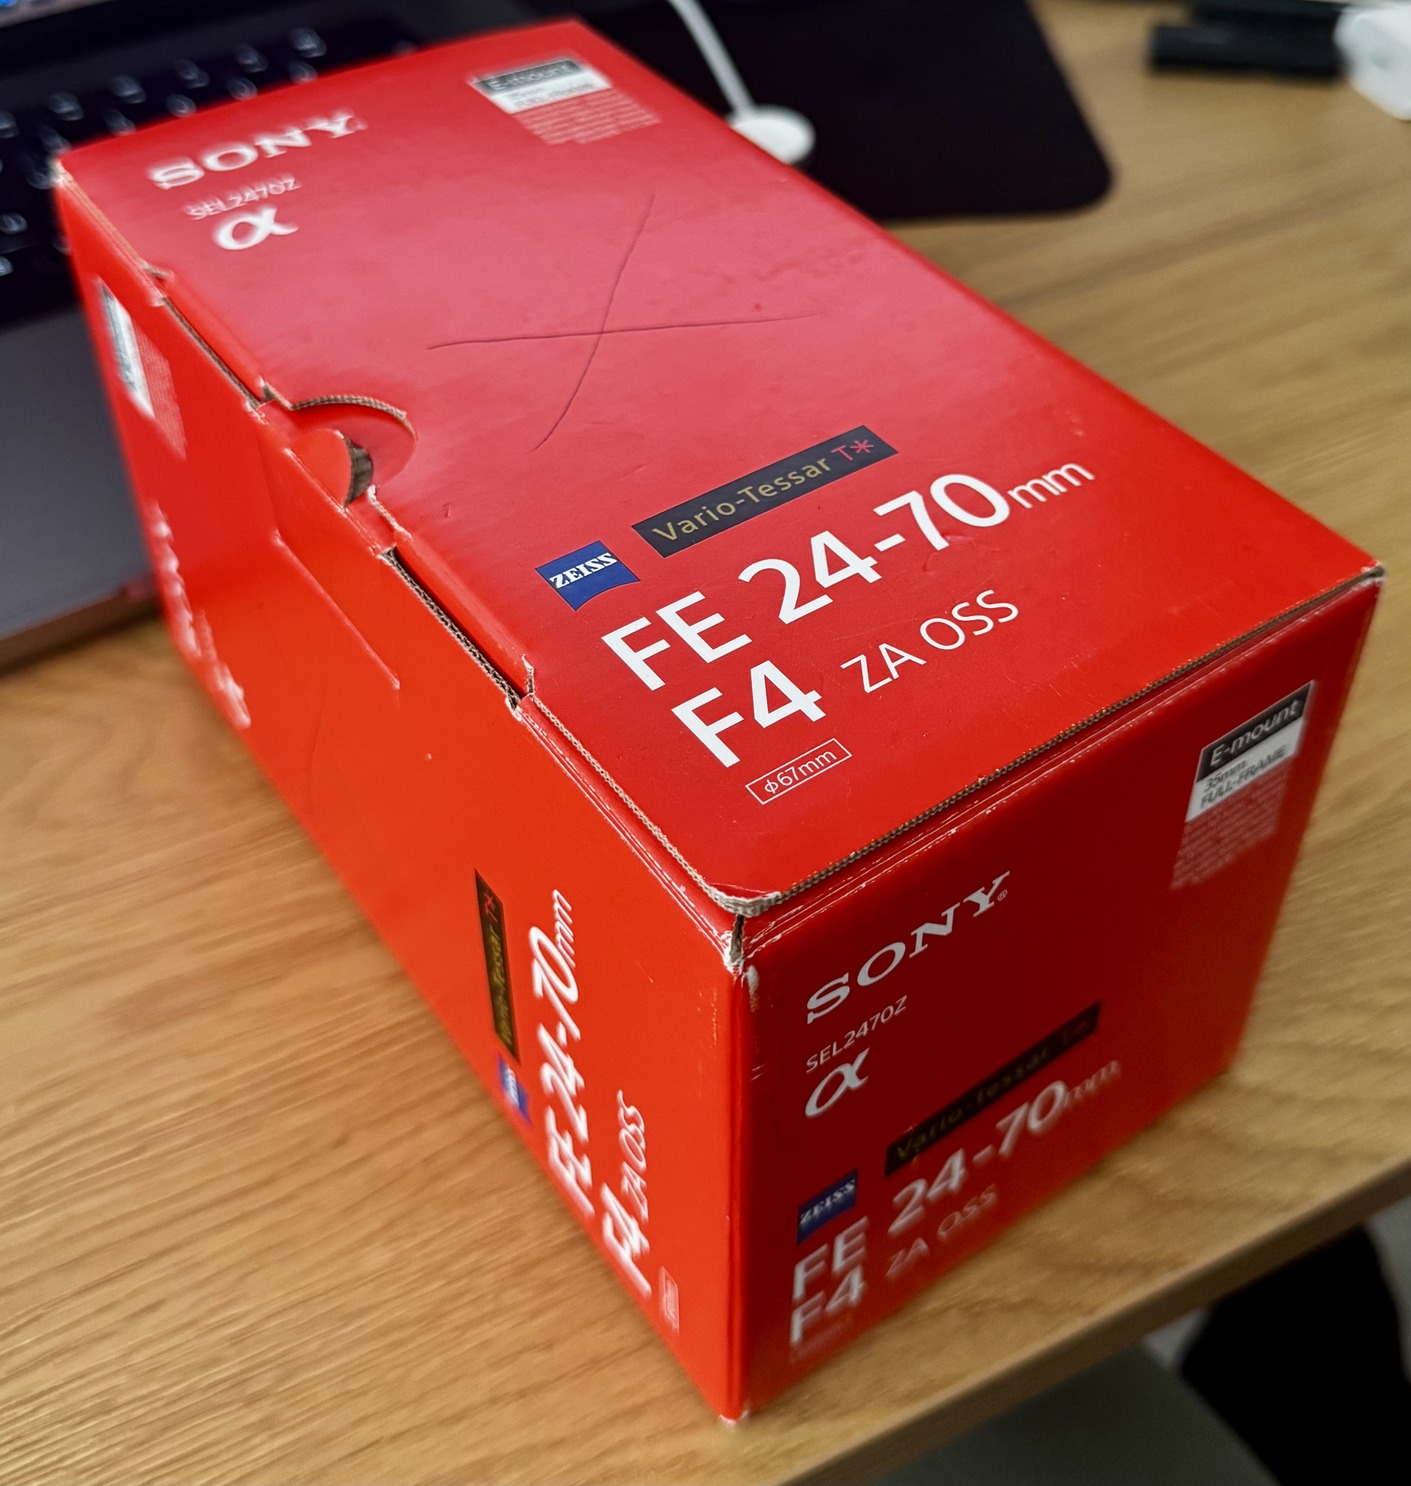 SONY
SEL2470Z
α
E-mount
ZEISS
Vario-Tessar T*
FE 24-70mm
F4 ZA OSS
φ67mm
Vario-Tessar T*
ZEISS
FE 24-70mm
F4 ZA OSS
E-mount
35mm
FULL-FRAME
SONY®
SEL2470Z
α
Vario-Tessar T*
ZEISS
FE 24-70mm
F4 ZA OSS